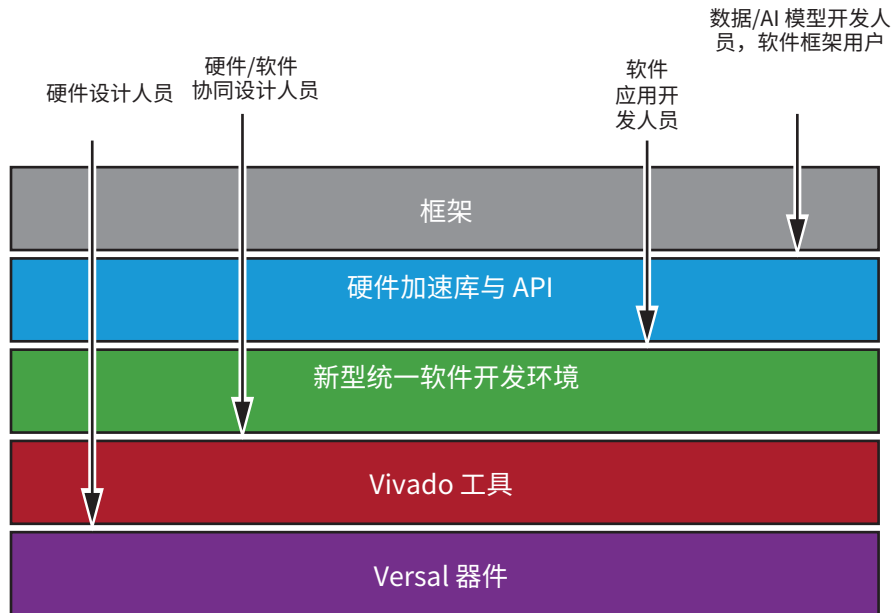 数据/AI 模型开发人
员，软件框架用户
硬件/软件
协同设计人员
硬件设计人员
软件
应用开
发人员
框架
硬件加速库与 API
新型统一软件开发环境
Vivado 工具
Versal 器件